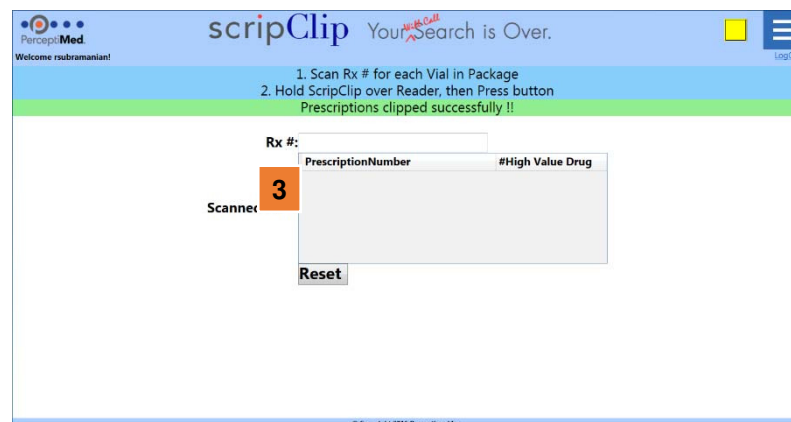 PerceptiMed.
Welcome rsubramanian!
scripClip Your Will Call Search is Over.
1. Scan Rx # for each Vial in Package
2. Hold ScripClip over Reader, then Press button
Prescriptions clipped successfully !!
Rx #:
PrescriptionNumber #High Value Drug
3
Reset